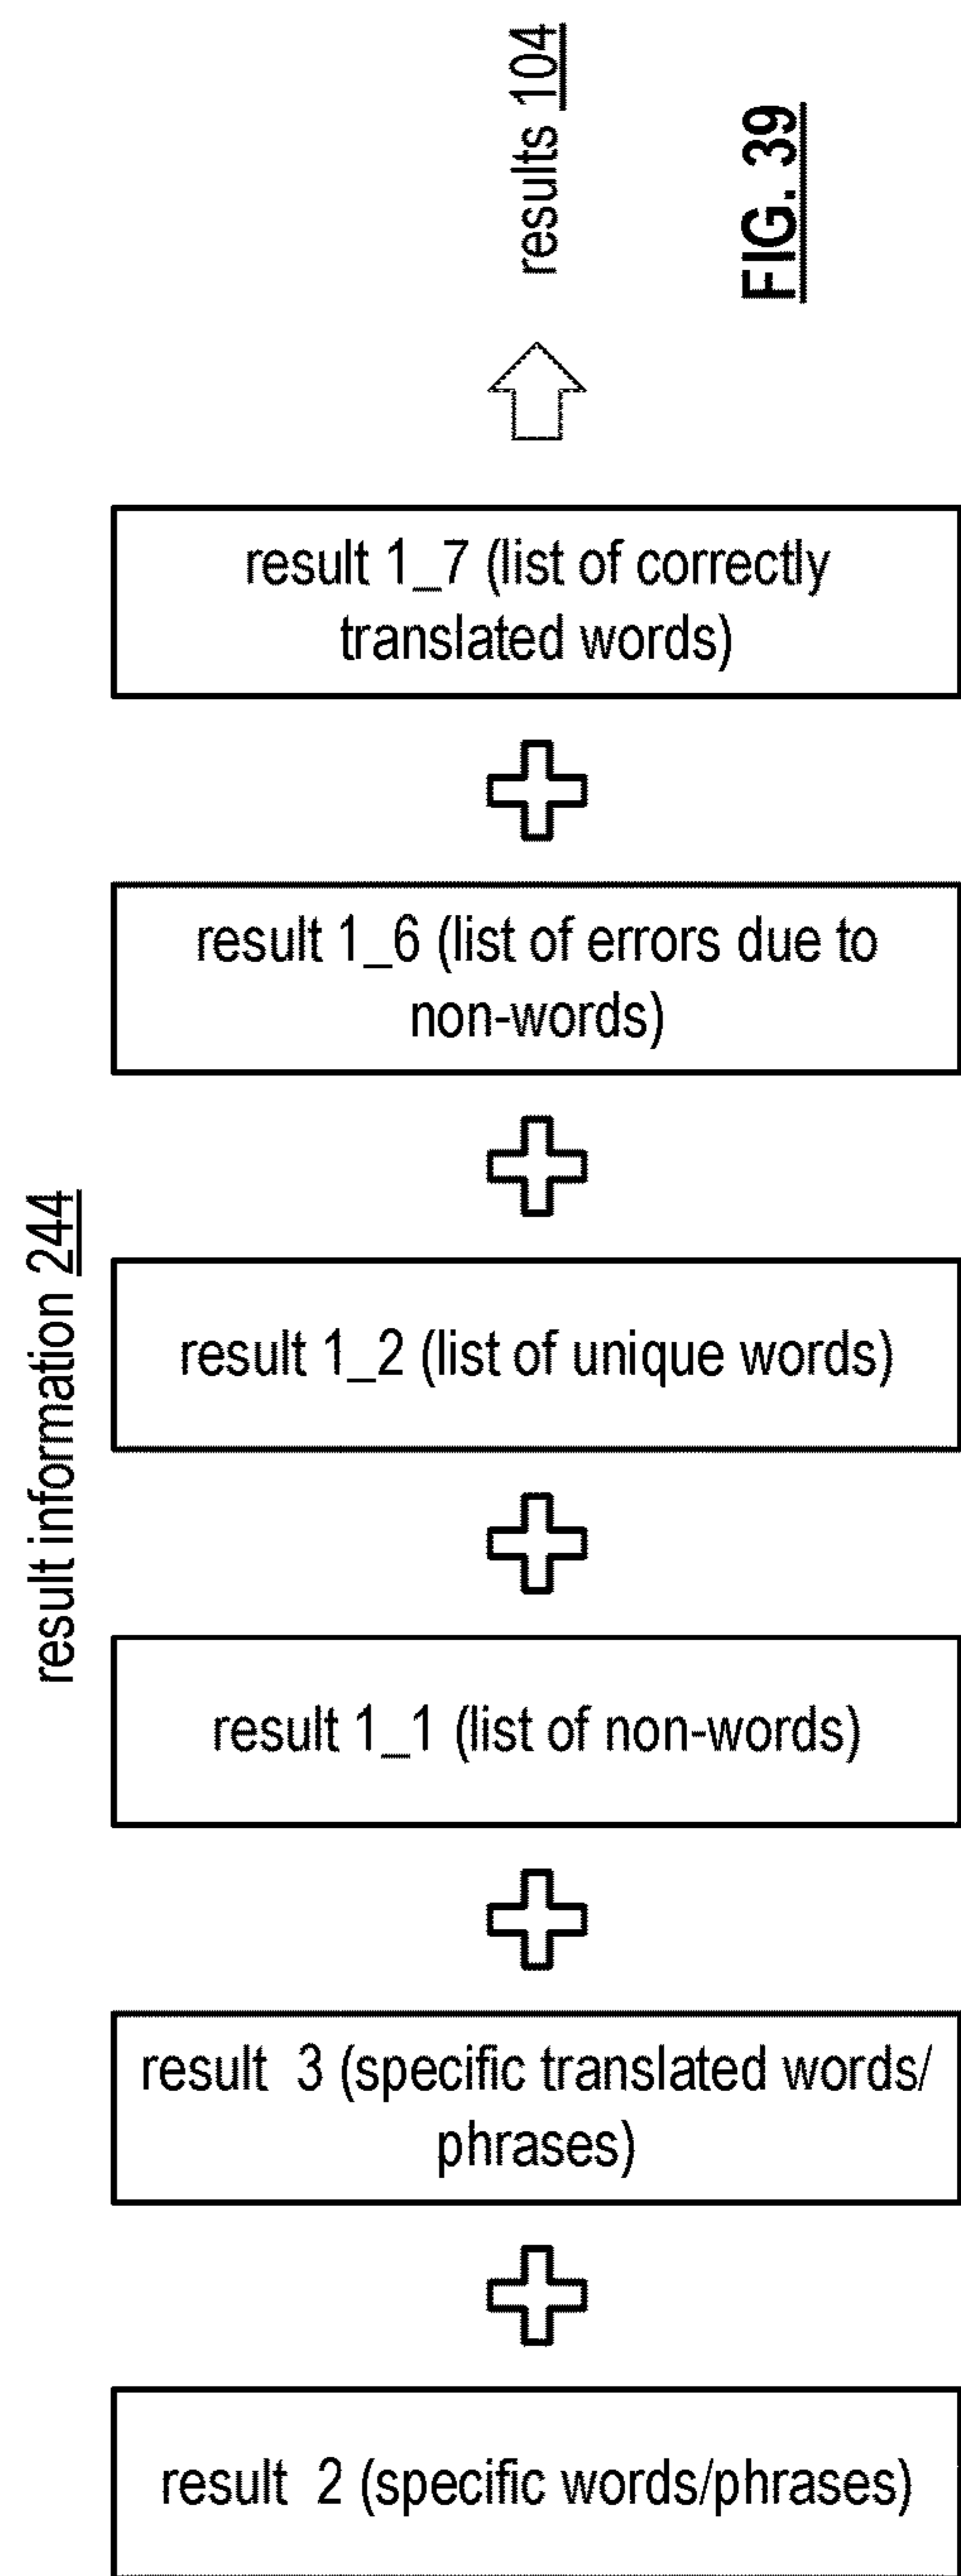 results 104
FIG. 39
result 1_7 (list of correctly
translated words)
result 1_6 (list of errors due to
non-words)
result information 244
result 1_2 (list of unique words)
result 1_1 (list of non-words)
result 3 (specific translated words/
phrases)
result 2 (specific words/phrases)